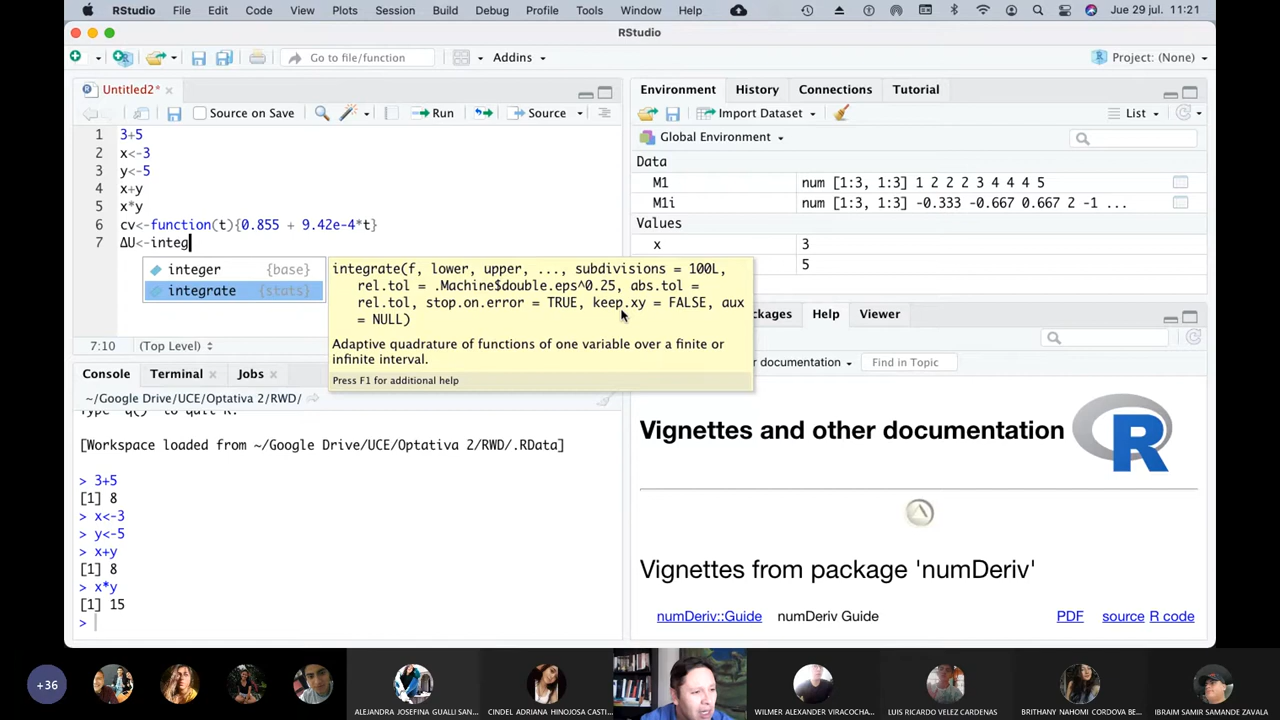 RStudio File Edit Code View Plots Session Build Debug Profile Tools Window Help Jue 29 jul. 11:21
RStudio
Go to file/function Addins Project: (None)
Untitled2*
Source on Save Run Source
1 3+5
2 x<-3
3 y<-5
4 x+y
5 x*y
6 cv<-function(t){0.855 + 9.42e-4*t}
7 ΔU<-integ
integer {base}
integrate {stats}
integrate(f, lower, upper, ..., subdivisions = 100L,
rel.tol = .Machine$double.eps^0.25, abs.tol =
rel.tol, stop.on.error = TRUE, keep.xy = FALSE, aux
= NULL)
Adaptive quadrature of functions of one variable over a finite or
infinite interval.
Press F1 for additional help
7:10 (Top Level)
Console Terminal Jobs
~/Google Drive/UCE/Optativa 2/RWD/
Type 'q()' to quit R.
[Workspace loaded from ~/Google Drive/UCE/Optativa 2/RWD/.RData]
> 3+5
[1] 8
> x<-3
> y<-5
> x+y
[1] 8
> x*y
[1] 15
>
Environment History Connections Tutorial
Import Dataset List
Global Environment
Data
M1 num [1:3, 1:3] 1 2 2 2 3 4 4 4 5
M1i num [1:3, 1:3] -0.333 -0.667 0.667 2 -1 ...
Values
x 3
5
ckages Help Viewer
r documentation Find in Topic
Vignettes and other documentation R
Vignettes from package 'numDeriv'
numDeriv::Guide numDeriv Guide PDF source R code
+36
ALEJANDRA JOSEFINA GUALLI SAN...
CINDEL ADRIANA HINOJOSA CASTI...
WILMER ALEXANDER VIRACOCHA...
LUIS RICARDO VELEZ CARDENAS
BRITHANY NAHOMI CORDOVA BE...
IBRAIM SAMIR SAMANDE ZAVALA